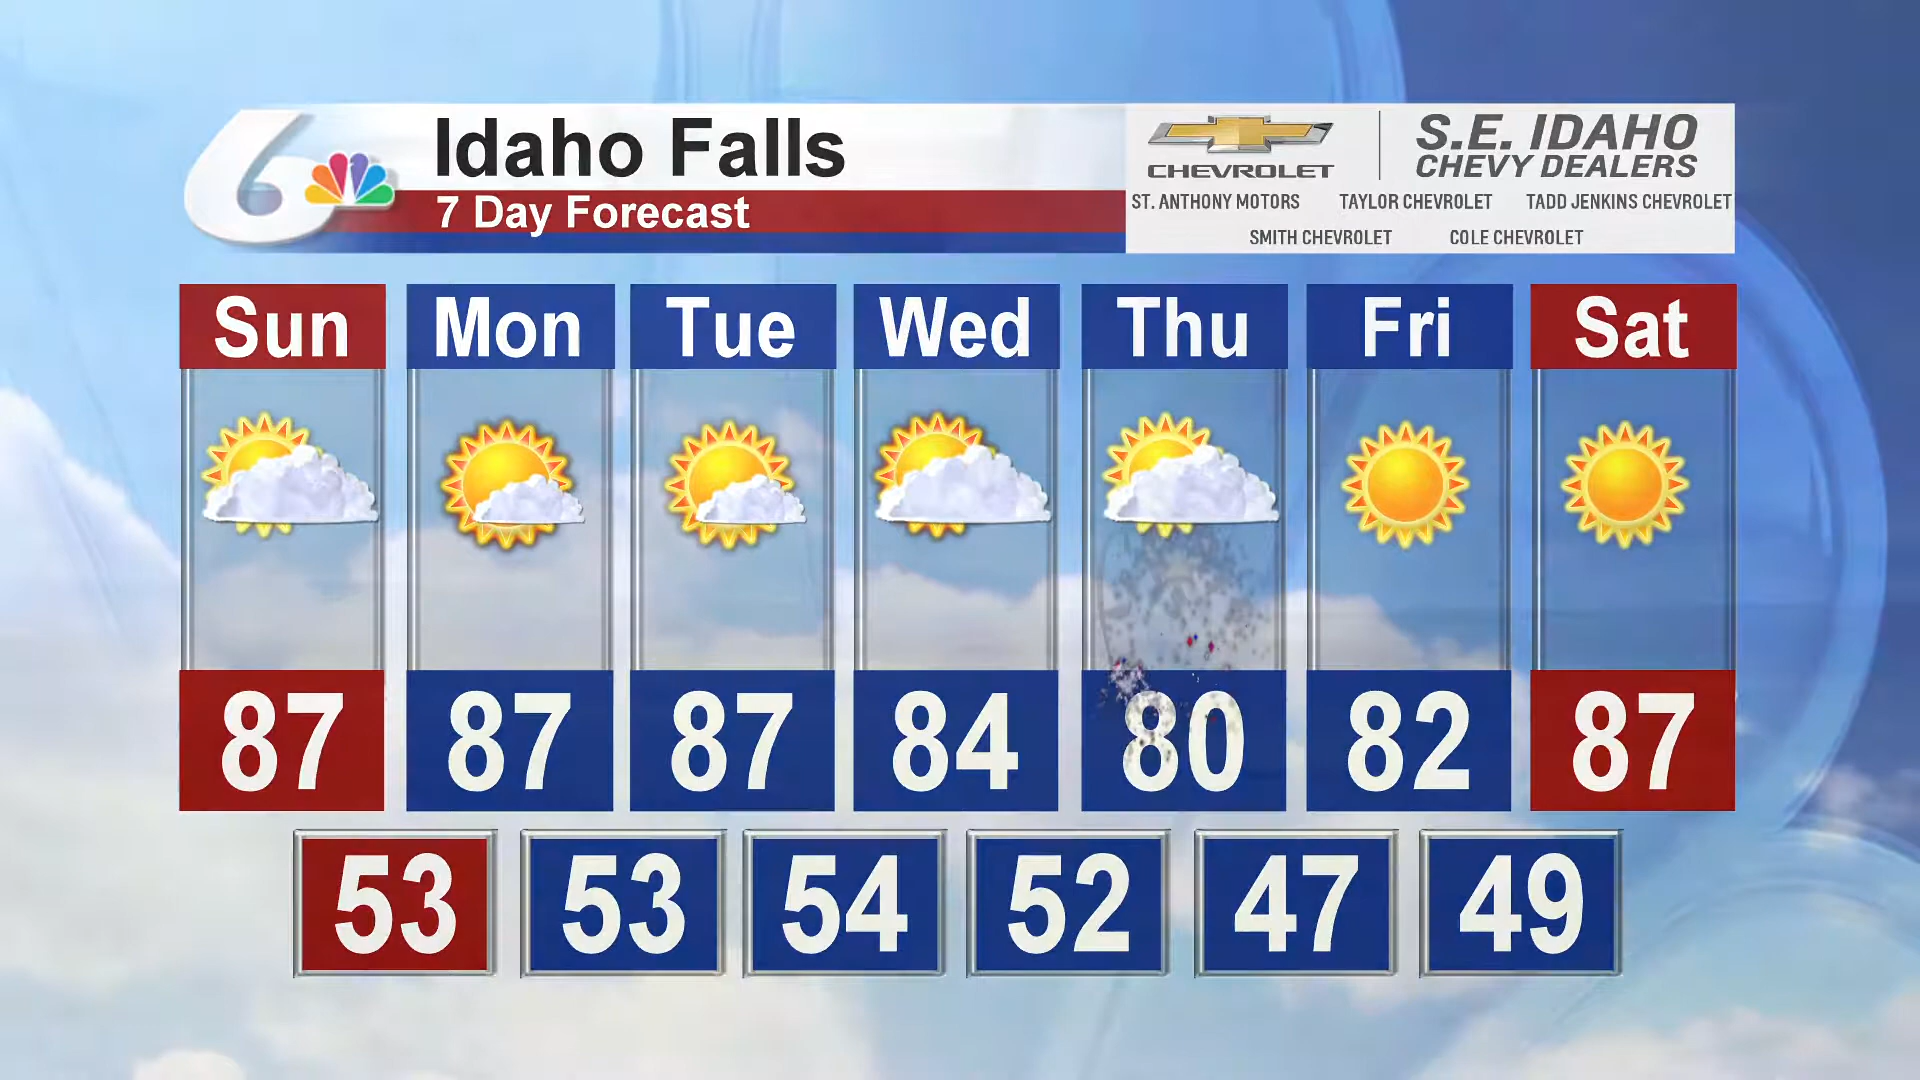 6
Idaho Falls
7 Day Forecast
CHEVROLET
S.E. IDAHO
CHEVY DEALERS
ST. ANTHONY MOTORS TAYLOR CHEVROLET TADD JENKINS CHEVROLET
SMITH CHEVROLET COLE CHEVROLET
Sun Mon Tue Wed Thu Fri Sat
87 87 87 84 80 82 87
53 53 54 52 47 49